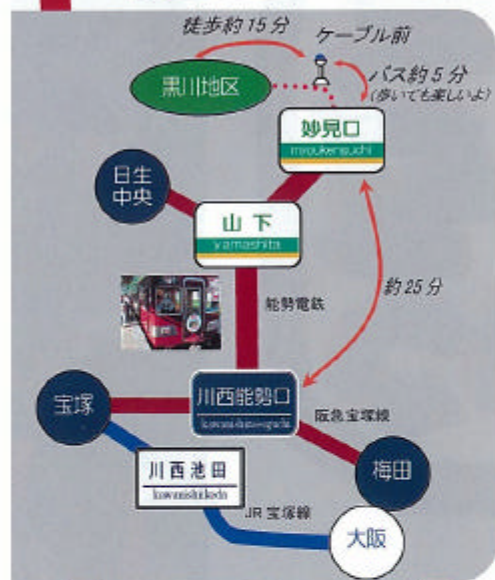 徒歩約15分
ケーブル前
黒川地区
バス約5分
(歩いても楽しいよ)
妙見口
myoukenguchi
日生
中央
山下
yamashita
約25分
能勢電鉄
宝塚
川西能勢口
阪急宝塚線
川西池田
kawanishiikeda
梅田
JR宝塚線
大阪